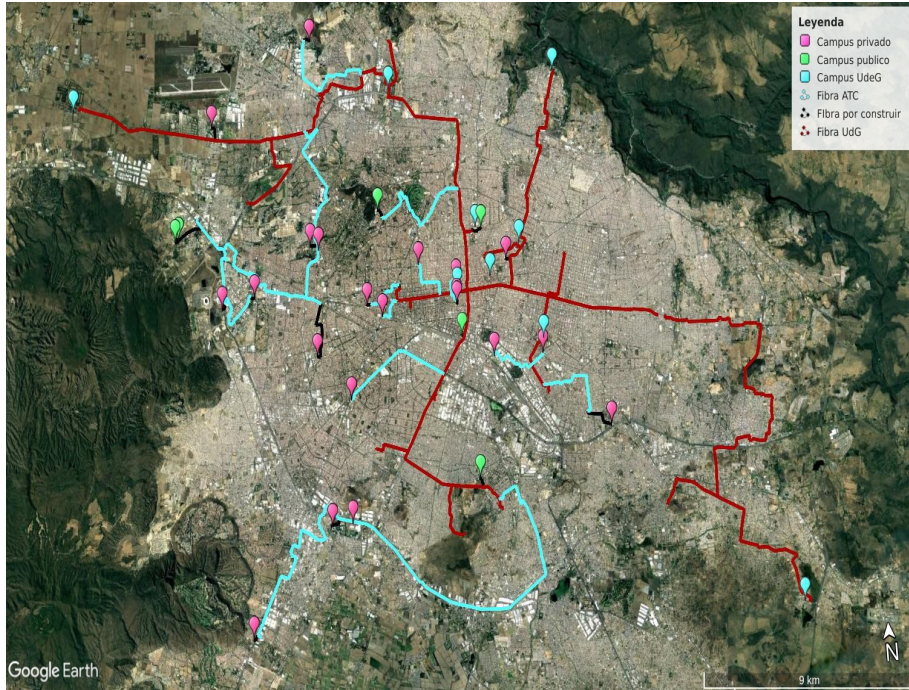 Leyenda
Campus privado
Campus publico
Campus UdeG
Fibra ATC
FIbra por construir
Fibra UdG
N
Google Earth
9 km